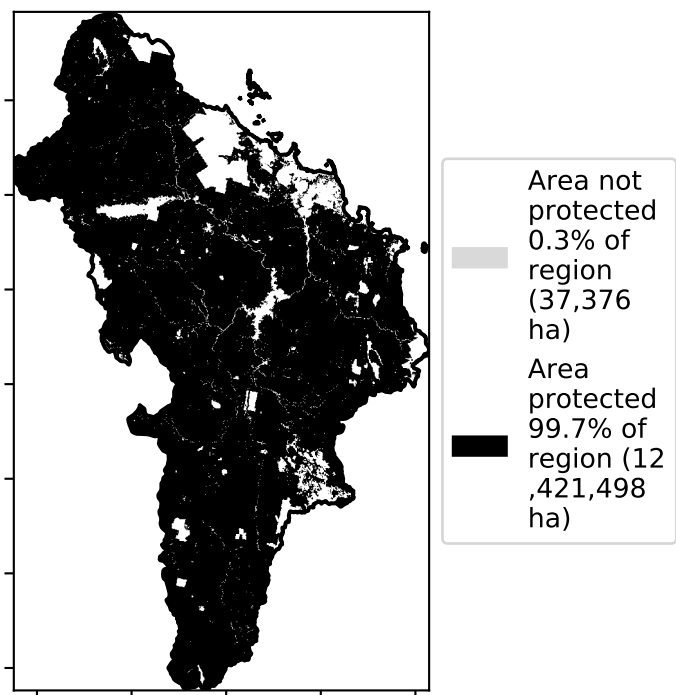 Area not
protected
0.3% of
region
(37,376
ha)
Area
protected
99.7% of
region (12
,421,498
ha)